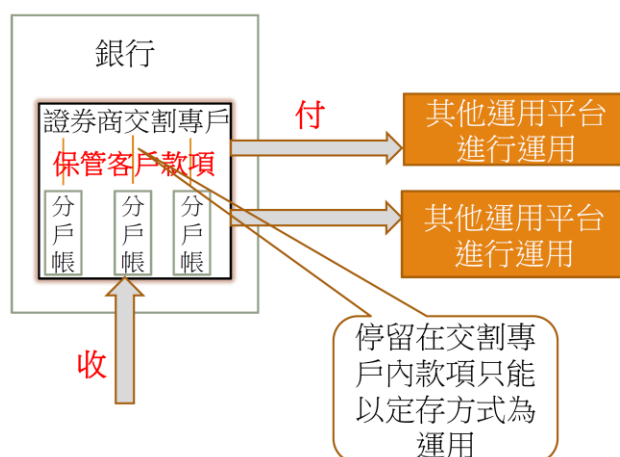 銀行
證券商交割專戶
保管客戶款項
分戶帳
分戶帳
分戶帳
收
付
其他運用平台
進行運用
其他運用平台
進行運用
停留在交割專
戶內款項只能
以定存方式為
運用